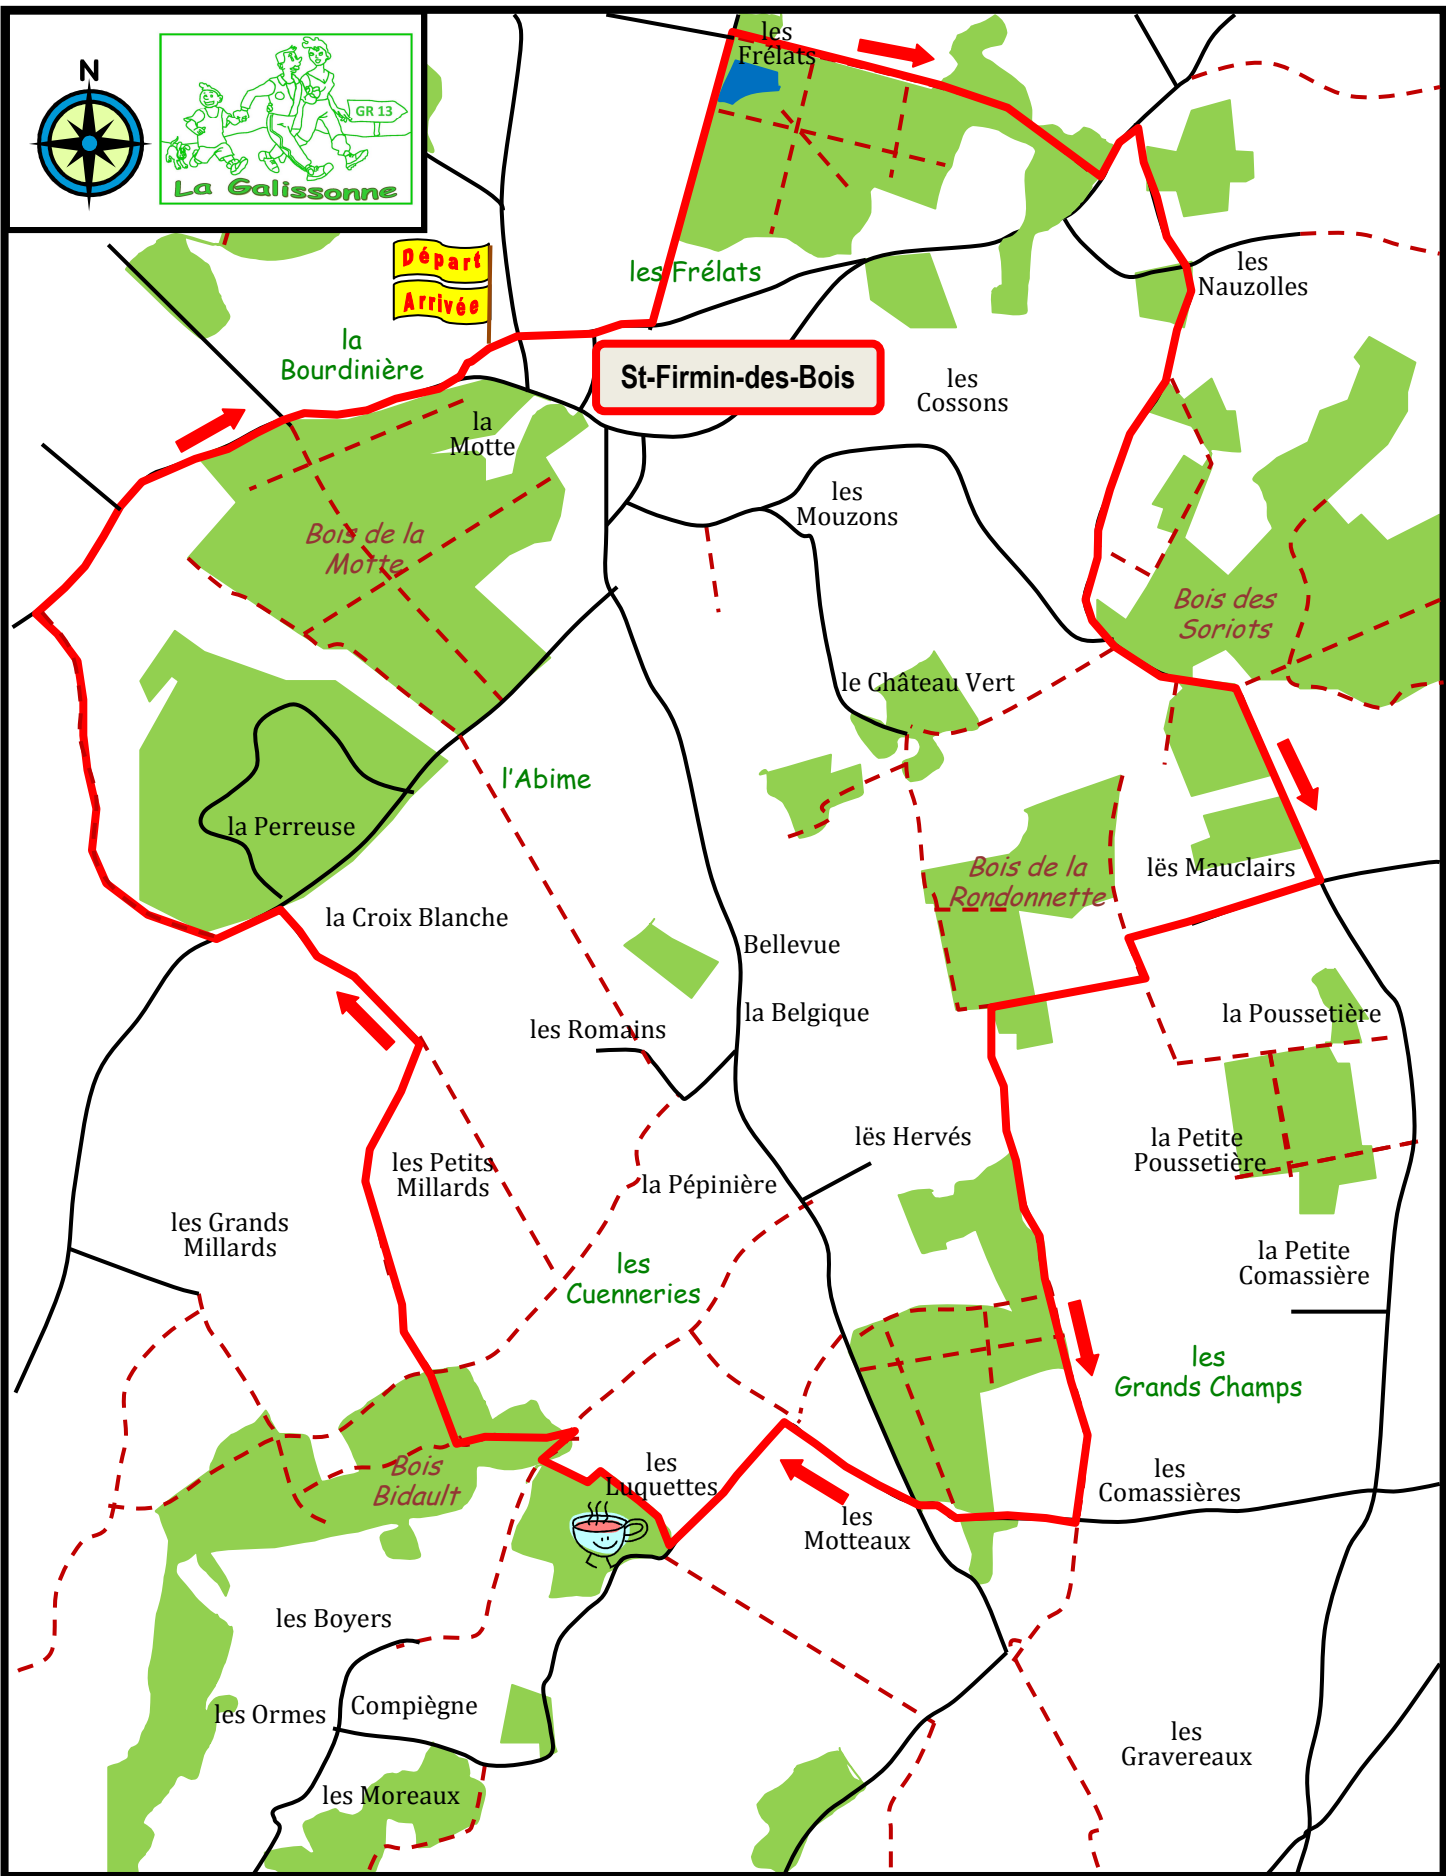 N
GR 13
La Galissonne
les
Frélats
Départ
Arrivée
les Frélats
les
Nauzolles
la
Bourdinière
St-Firmin-des-Bois
les
Cossons
la
Motte
les
Mouzons
Bois de la
Motte
Bois des
Soriots
le Château Vert
l'Abime
la Perreuse
Bois de la
Rondonnette
lës Mauclairs
la Croix Blanche
Bellevue
la Belgique
la Poussetière
les Romains
lës Hervés
la Petite
Poussetière
les Petits
Millards
la Pépinière
les Grands
Millards
la Petite
Comassière
les
Cuenneries
les
Grands Champs
Bois
Bidault
les
Luquettes
les
Comassières
les
Motteaux
les Boyers
les Ormes
Compiègne
les
Gravereaux
les Moreaux